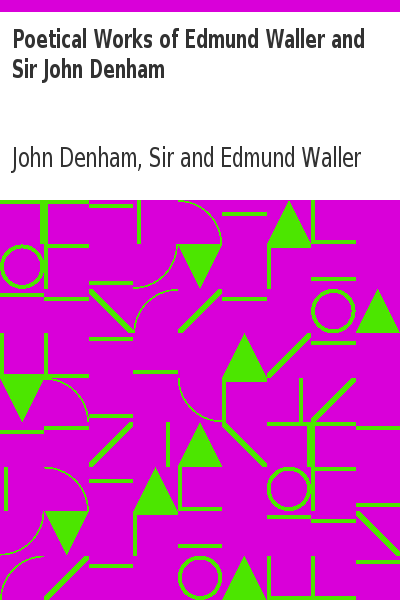 Poetical Works of Edmund Waller and
Sir John Denham
John Denham, Sir and Edmund Waller